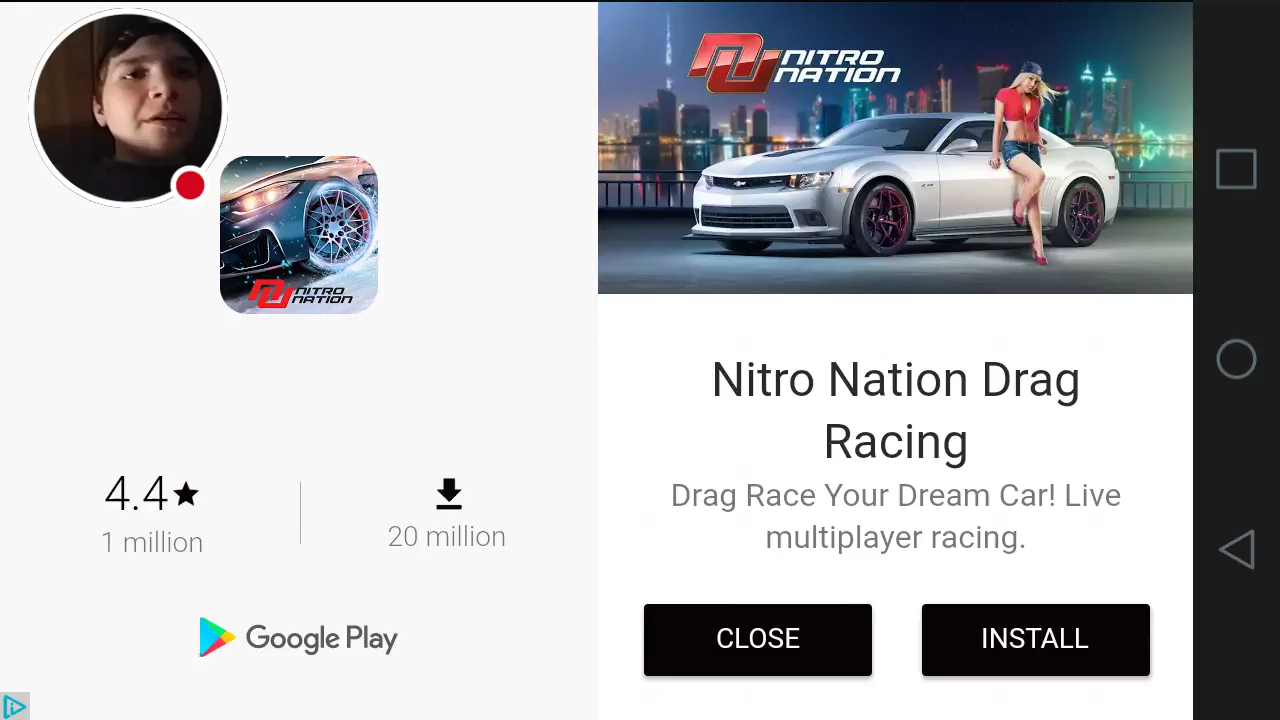 NITRO
NATION
NITRO
NATION
Nitro Nation Drag
Racing
Drag Race Your Dream Car! Live
multiplayer racing.
4.4
1 million
20 million
Google Play
CLOSE
INSTALL